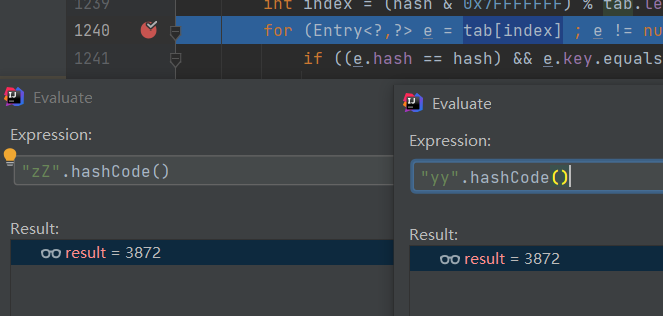 1239 int index = (hash & 0x7FFFFFFF) % tab.le
1240 for (Entry<?,?> e = tab[index] ; e != nu
1241 if ((e.hash == hash) && e.key.equals
Evaluate
Expression:
"zZ".hashCode()
Result:
result = 3872
Evaluate
Expression:
"yy".hashCode()
Result:
result = 3872